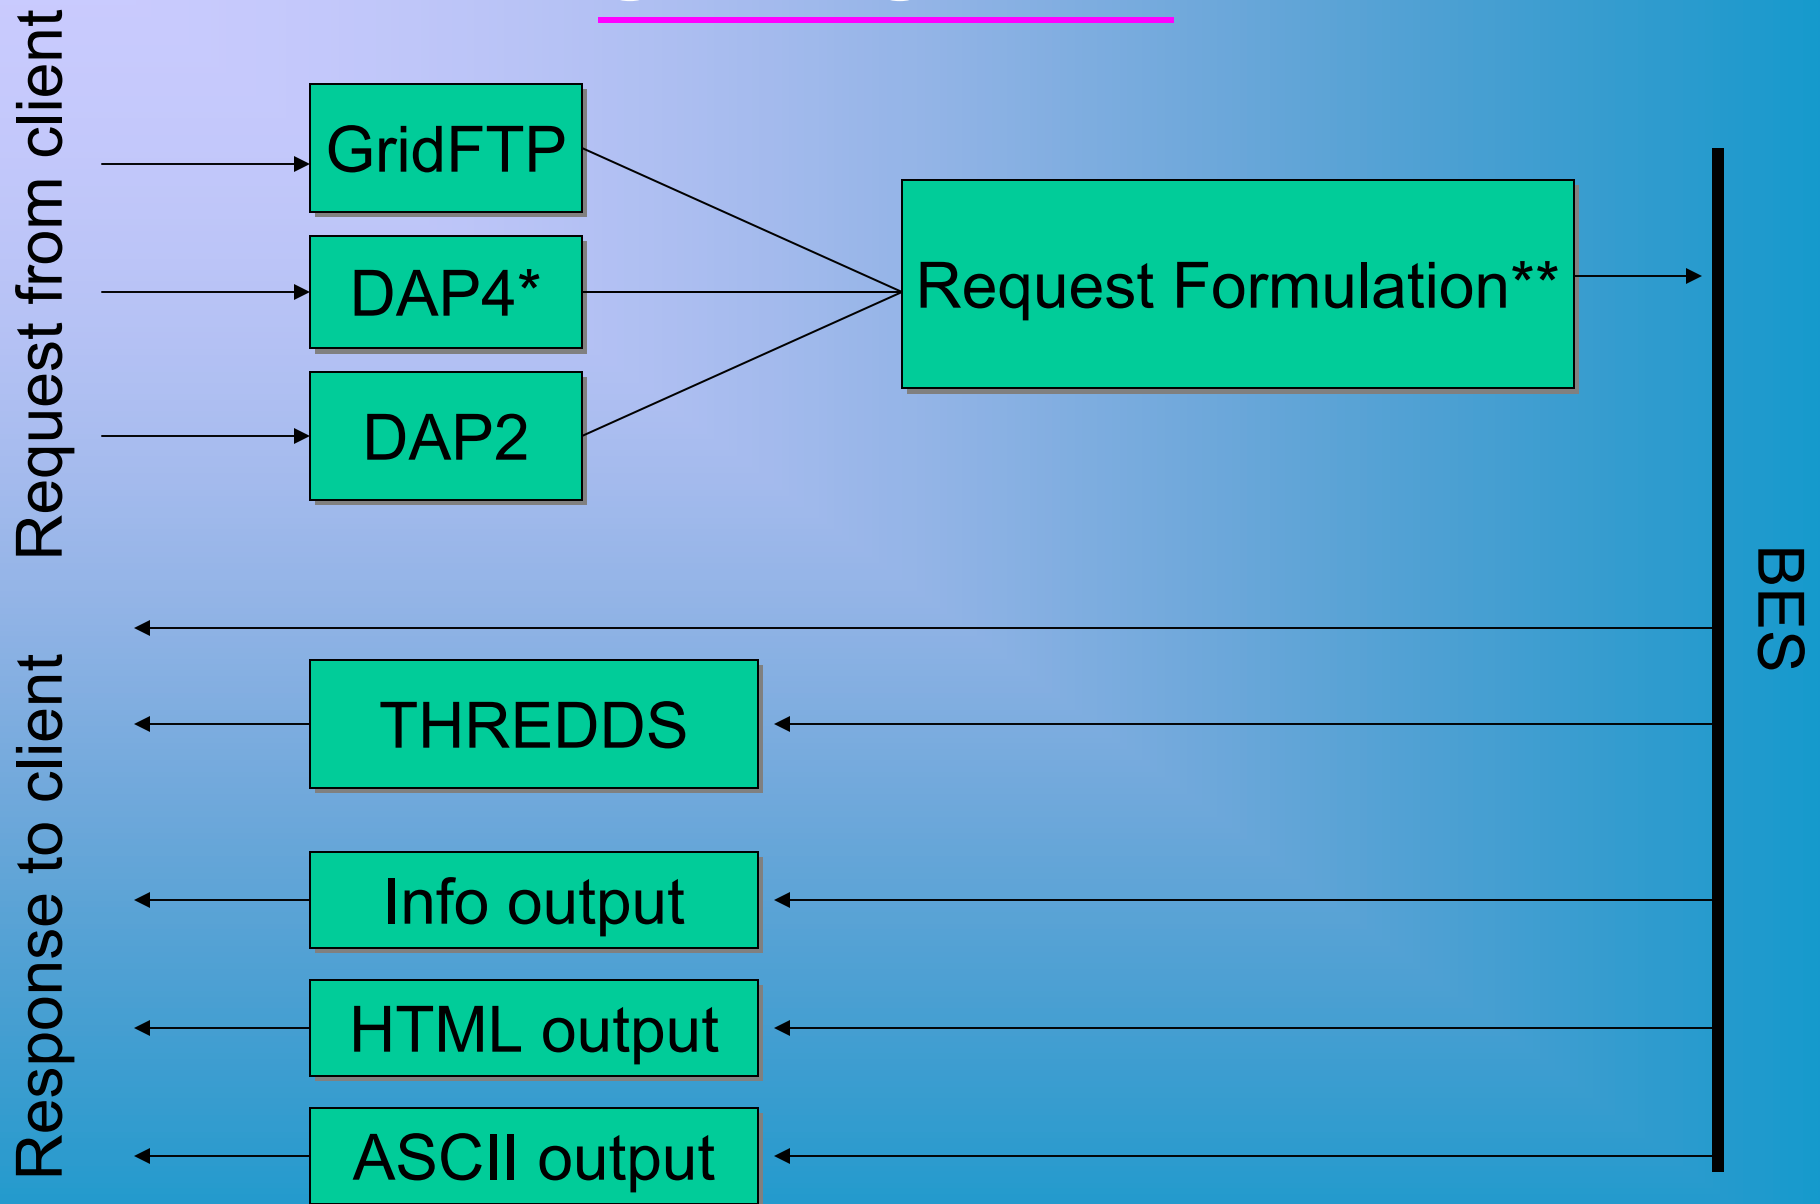 Request from client
GridFTP
DAP4*
DAP2
Request Formulation**
BES
Response to client
THREDDS
Info output
HTML output
ASCII output